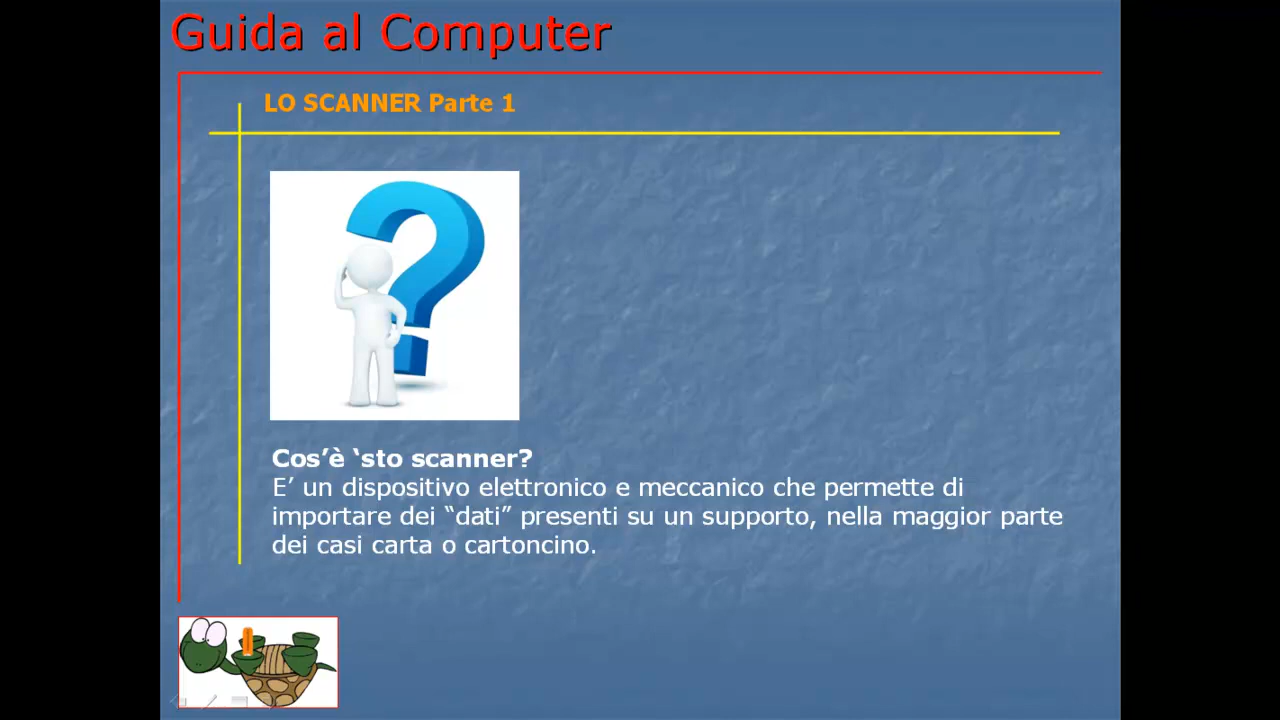 Guida al Computer
LO SCANNER Parte 1
Cos’è ‘sto scanner?
E’ un dispositivo elettronico e meccanico che permette di
importare dei “dati” presenti su un supporto, nella maggior parte
dei casi carta o cartoncino.